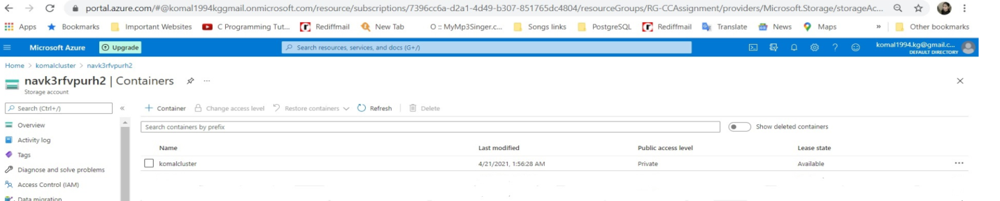 portal.azure.com/#@komal1994kggmail.onmicrosoft.com/resource/subscriptions/7396cc6a-d2a1-4d49-b307-851765dc4804/resourceGroups/RG-CCAssignment/providers/Microsoft.Storage/storageAc...
Apps Bookmarks Important Websites C Programming Tut... Rediffmail New Tab O :: MyMp3Singer.c... Songs links PostgreSQL Rediffmail Translate News Maps » Other bookmarks
Microsoft Azure Upgrade Search resources, services, and docs (G+/) komal1994.kg@gmail.c...
DEFAULT DIRECTORY
Home > komalcluster > navk3rfvpurh2
navk3rfvpurh2 | Containers ...
Storage account
Search (Ctrl+/) « + Container Change access level Restore containers Refresh Delete
Overview Search containers by prefix Show deleted containers
Activity log
Name Last modified Public access level Lease state
Tags
komalcluster 4/21/2021, 1:56:28 AM Private Available ...
Diagnose and solve problems
Access Control (IAM)
Data migration